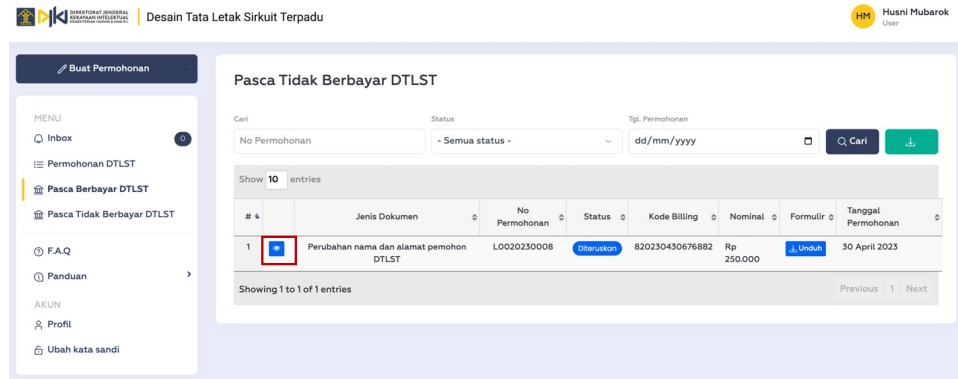 DIREKTORAT JENDERAL
KEKAYAAN INTELEKTUAL
KEMENTERIAN HUKUM & HAM R.I.
Desain Tata Letak Sirkuit Terpadu
HM
Husni Mubarok
User
Buat Permohonan
MENU
Inbox
0
Permohonan DTLST
Pasca Berbayar DTLST
Pasca Tidak Berbayar DTLST
F.A.Q
Panduan
AKUN
Profil
Ubah kata sandi
Pasca Tidak Berbayar DTLST
Cari Status Tgl. Permohonan
No Permohonan - Semua status - dd/mm/yyyy Cari
Show 10 entries
# Jenis Dokumen No Permohonan Status Kode Billing Nominal Formulir Tanggal Permohonan
1 Perubahan nama dan alamat pemohon DTLST L0020230008 Diteruskan 820230430676882 Rp 250.000 Unduh 30 April 2023
Showing 1 to 1 of 1 entries
Previous 1 Next